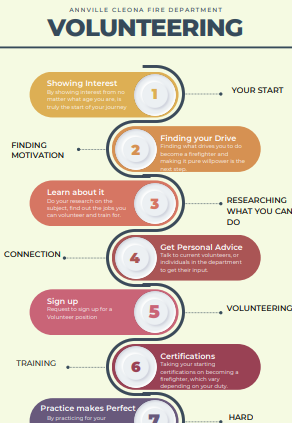 ANNVILLE CLEONA FIRE DEPARTMENT
VOLUNTEERING
Showing Interest
By showing interest from no
matter what age you are, is
truly the start of your journey
1
YOUR START
FINDING
MOTIVATION
2
Finding your Drive
Finding what drives you to do
become a firefighter and
making it pure willpower is the
next step.
Learn about it
Do your research on the
subject, find out the jobs you
can volunteer and train for.
3
RESEARCHING
WHAT YOU CAN
DO
CONNECTION
4
Get Personal Advice
Talk to current volunteers, or
individuals in the department
to get their input.
Sign up
Request to sign up for a
Volunteer position
5
VOLUNTEERING
TRAINING
6
Certifications
Taking your starting
certifications on becoming a
firefighter, which vary
depending on your duty.
Practice makes Perfect
By practicing for your
7
HARD